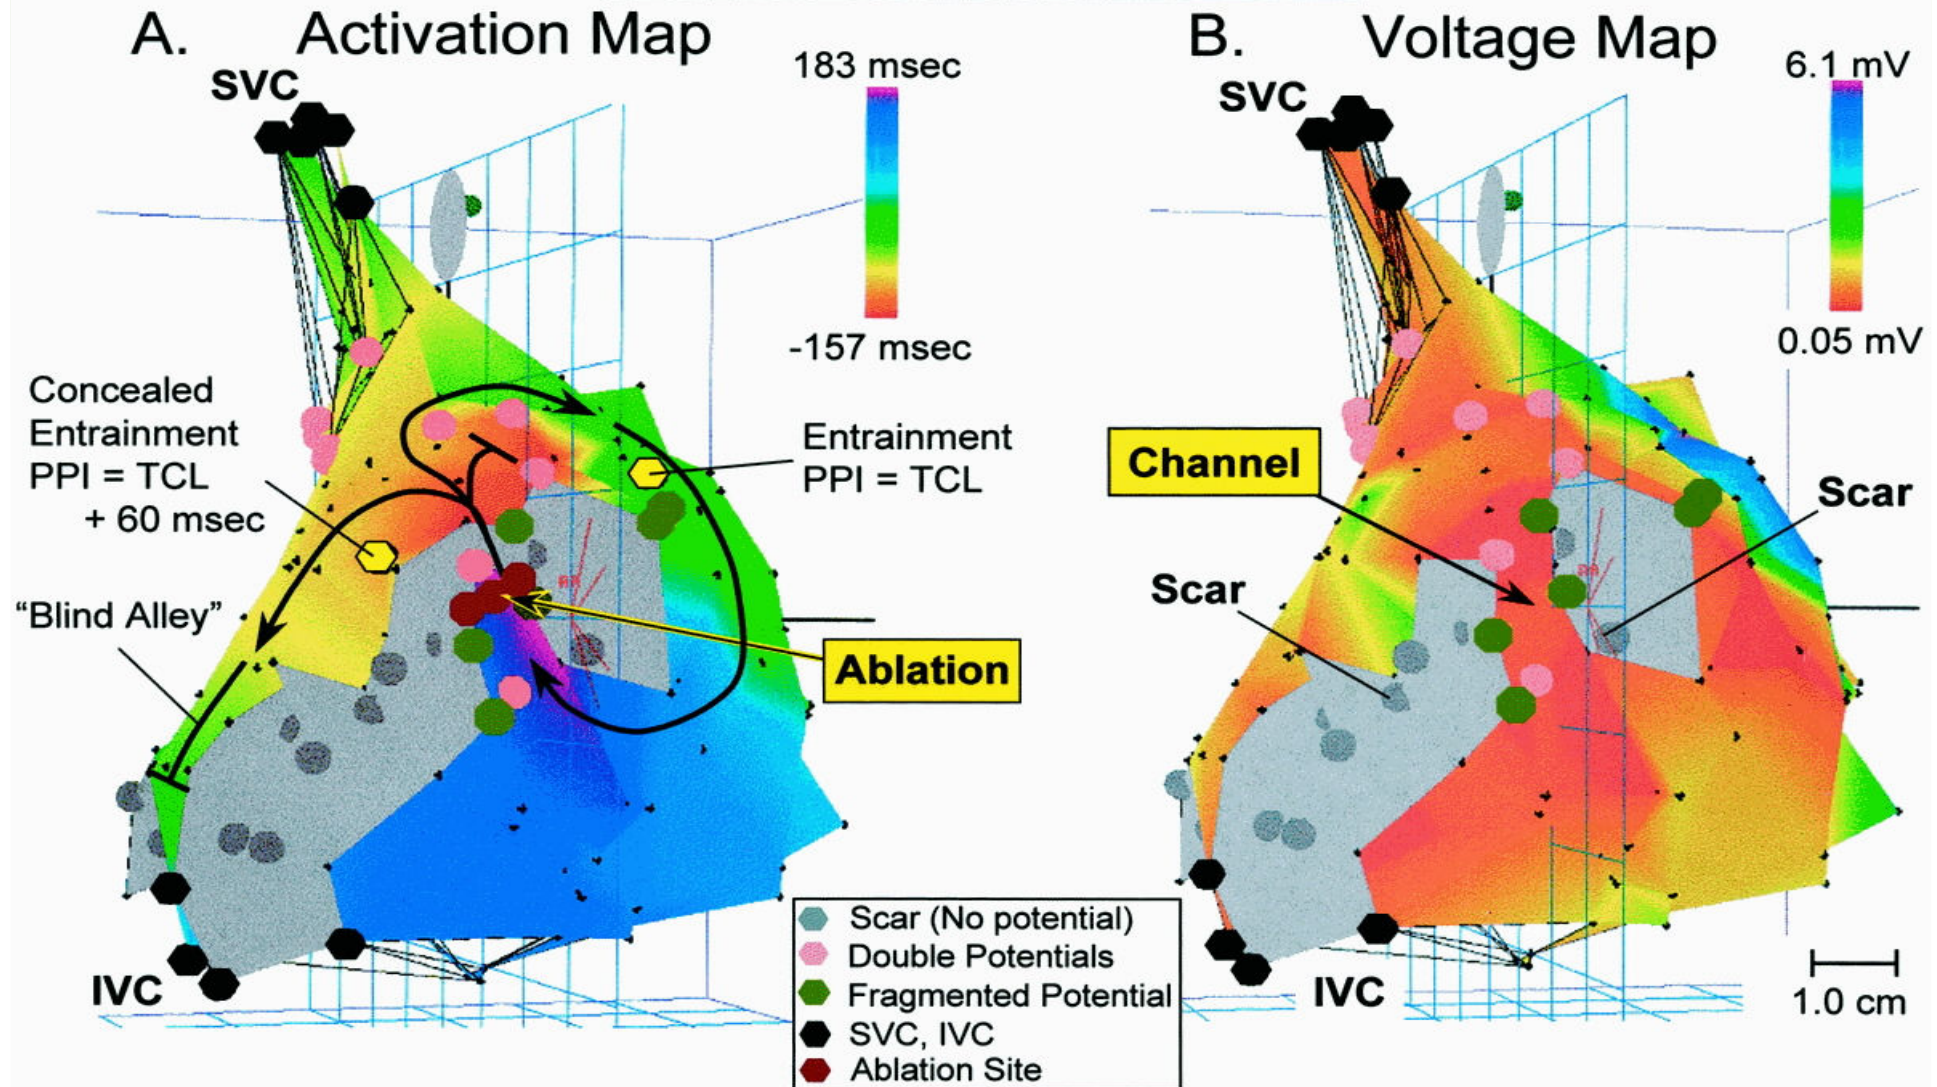 A. Activation Map
SVC
183 msec
-157 msec
Concealed
Entrainment
PPI = TCL
+ 60 msec
Entrainment
PPI = TCL
“Blind Alley”
Ablation
IVC
B. Voltage Map
SVC
6.1 mV
0.05 mV
Channel
Scar
Scar
IVC
1.0 cm
Scar (No potential)
Double Potentials
Fragmented Potential
SVC, IVC
Ablation Site